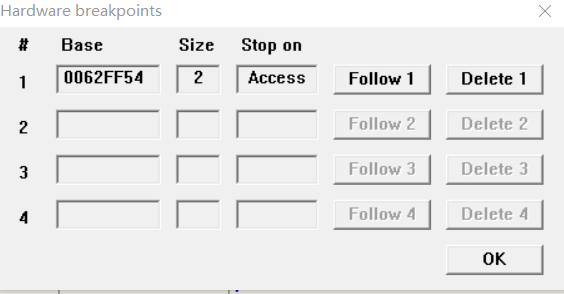 Hardware breakpoints
# Base Size Stop on
1 0062FF54 2 Access Follow 1 Delete 1
2 Follow 2 Delete 2
3 Follow 3 Delete 3
4 Follow 4 Delete 4
OK